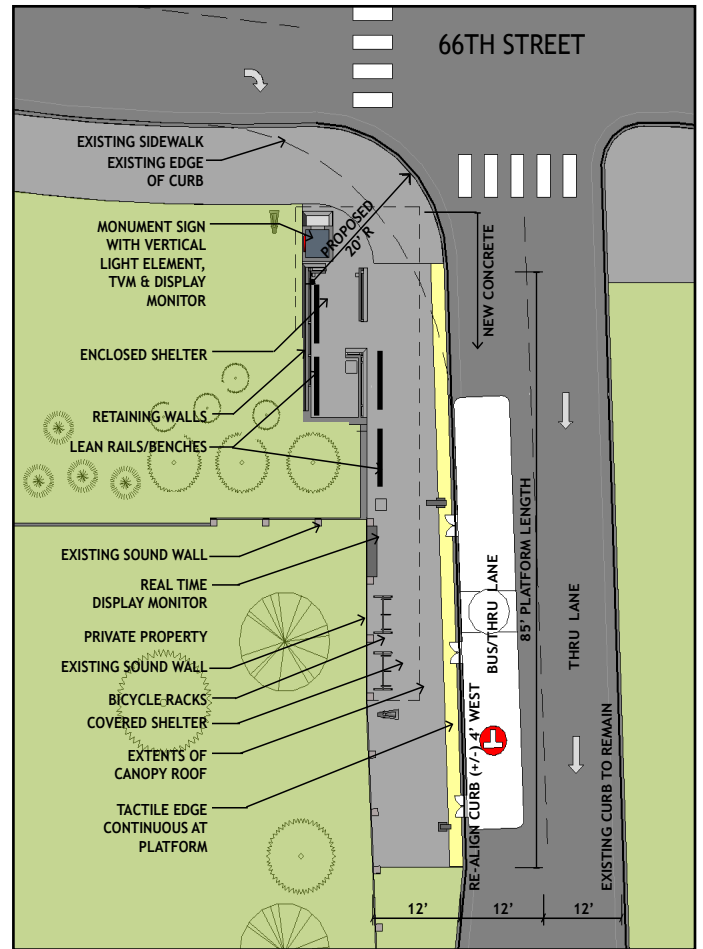 66TH STREET
EXISTING SIDEWALK
EXISTING EDGE
OF CURB
MONUMENT SIGN
WITH VERTICAL
LIGHT ELEMENT,
TVM & DISPLAY
MONITOR
PROPOSED
20' R
NEW CONCRETE
ENCLOSED SHELTER
RETAINING WALLS
LEAN RAILS/BENCHES
EXISTING SOUND WALL
REAL TIME
DISPLAY MONITOR
PRIVATE PROPERTY
EXISTING SOUND WALL
BICYCLE RACKS
COVERED SHELTER
EXTENTS OF
CANOPY ROOF
TACTILE EDGE
CONTINUOUS AT
PLATFORM
RE-ALIGN CURB (+/-) 4' WEST
BUS/THRU LANE
85' PLATFORM LENGTH
THRU LANE
EXISTING CURB TO REMAIN
T
12'
12'
12'